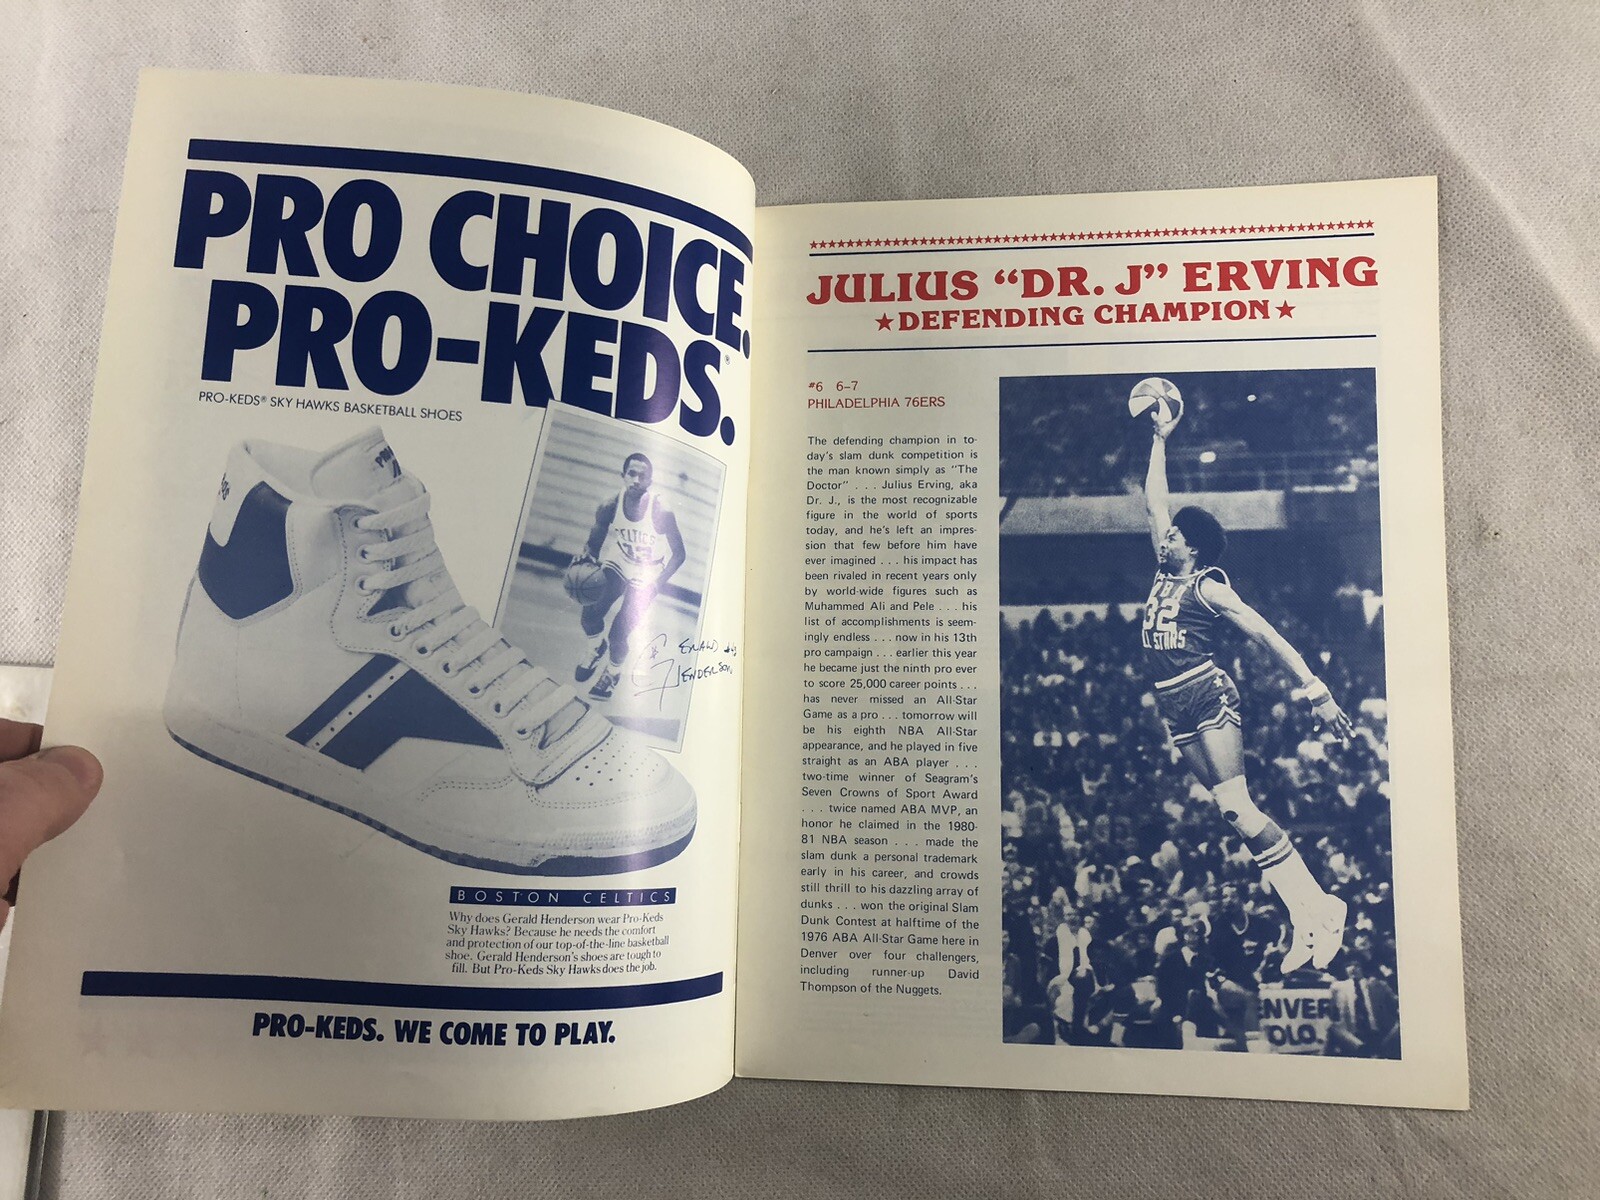 PRO CHOICE.
PRO-KEDS.®
PRO-KEDS® SKY HAWKS BASKETBALL SHOES
CELTICS
ENDERSON
BOSTON CELTICS
Why does Gerald Henderson wear Pro-Keds
Sky Hawks? Because he needs the comfort
and protection of our top-of-the-line basketball
shoe. Gerald Henderson's shoes are tough to
fill. But Pro-Keds Sky Hawks does the job.
PRO-KEDS. WE COME TO PLAY.
JULIUS "DR. J" ERVING
★DEFENDING CHAMPION★
#6 6-7
PHILADELPHIA 76ERS
The defending champion in to-
day's slam dunk competition is
the man known simply as "The
Doctor" . . . Julius Erving, aka
Dr. J., is the most recognizable
figure in the world of sports
today, and he's left an impres-
sion that few before him have
ever imagined . . . his impact has
been rivaled in recent years only
by world-wide figures such as
Muhammed Ali and Pele . . . his
list of accomplishments is seem-
ingly endless . . . now in his 13th
pro campaign . . . earlier this year
he became just the ninth pro ever
to score 25,000 career points . . .
has never missed an All-Star
Game as a pro . . . tomorrow will
be his eighth NBA All-Star
appearance, and he played in five
straight as an ABA player . . .
two-time winner of Seagram's
Seven Crowns of Sport Award
. . . twice named ABA MVP, an
honor he claimed in the 1980-
81 NBA season . . . made the
slam dunk a personal trademark
early in his career, and crowds
still thrill to his dazzling array of
dunks . . . won the original Slam
Dunk Contest at halftime of the
1976 ABA All-Star Game here in
Denver over four challengers,
including runner-up David
Thompson of the Nuggets.
32
STARS
ENVER
OLO.